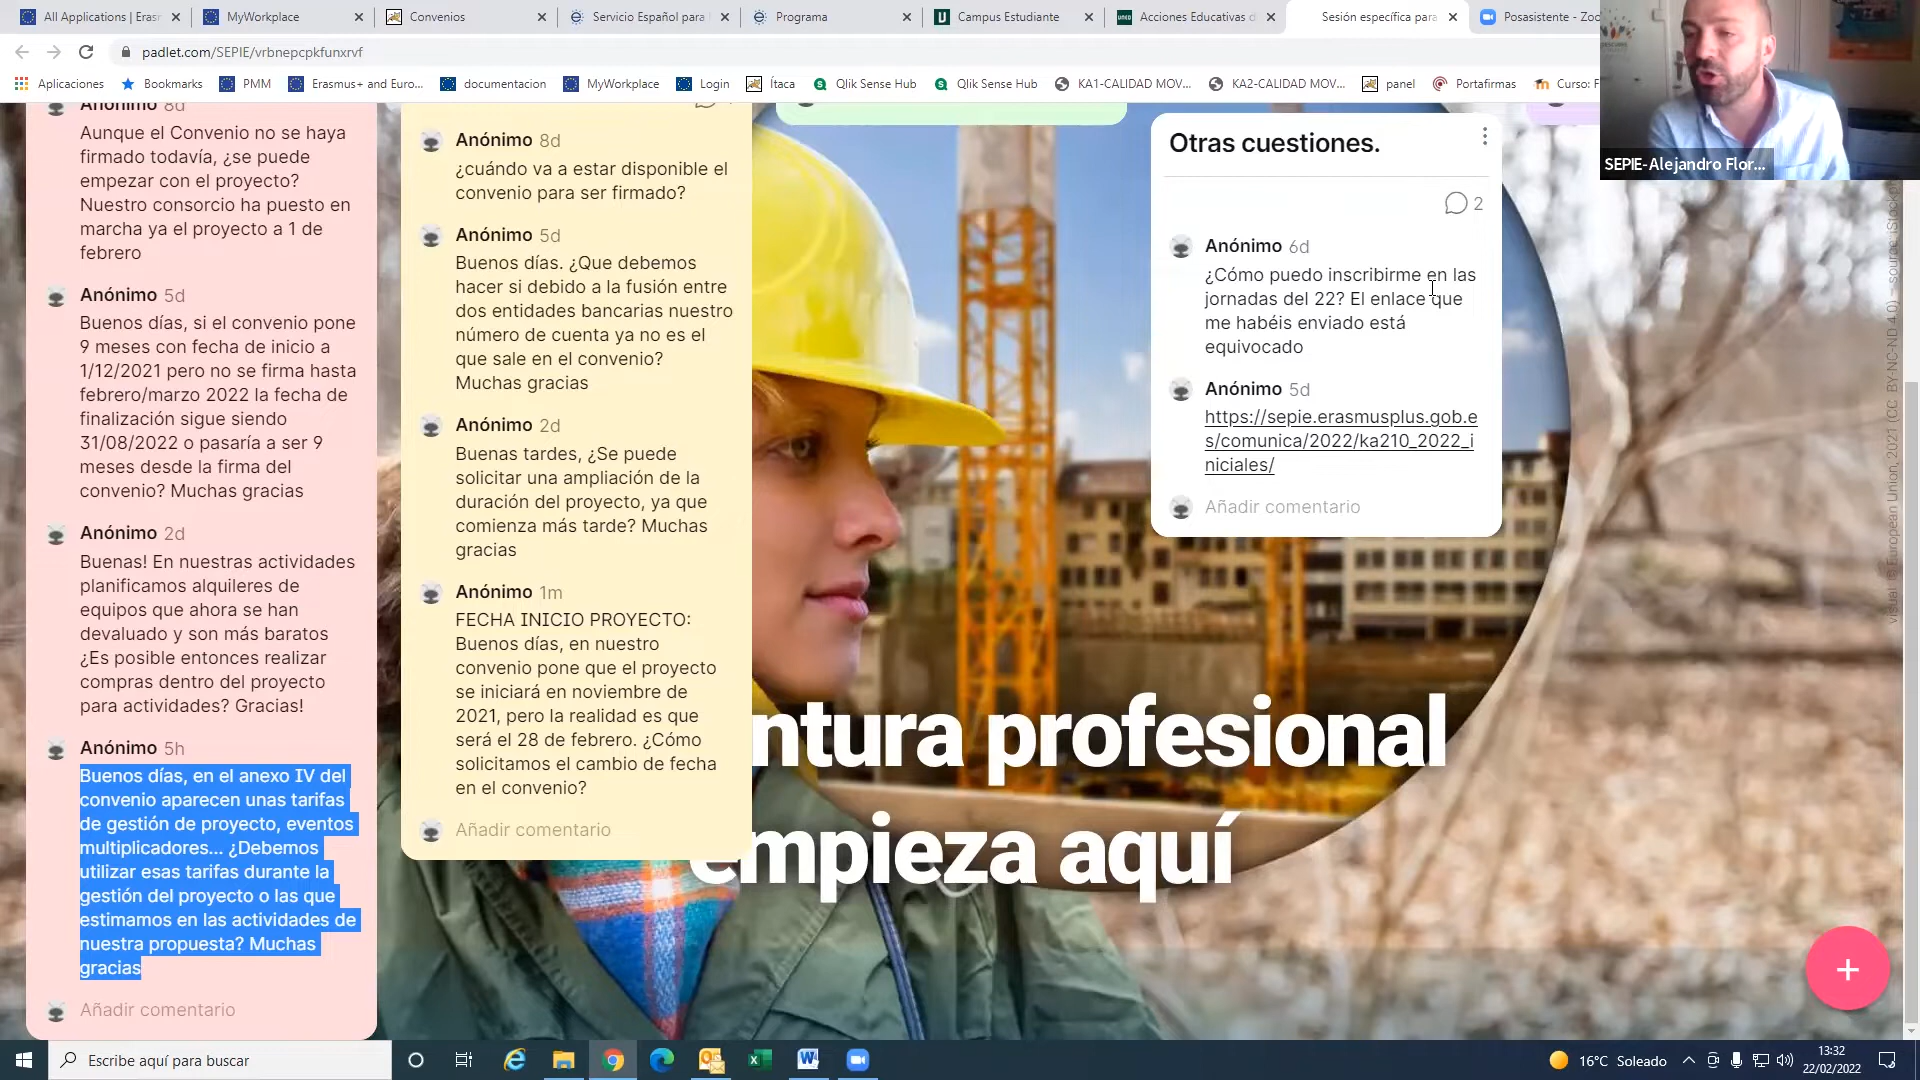 All Applications | Erasm
MyWorkplace
Convenios
Servicio Español para l
Programa
Campus Estudiante
Acciones Educativas d
Sesión específica para
Posasistente - Zoo
padlet.com/SEPIE/vrbnepcpkfunxrvf
Aplicaciones
Bookmarks
PMM
Erasmus+ and Euro...
documentacion
MyWorkplace
Login
Ítaca
Qlik Sense Hub
Qlik Sense Hub
KA1-CALIDAD MOV...
KA2-CALIDAD MOV...
panel
Portafirmas
Curso: F
SEPIE-Alejandro Flor...
Anónimo 8d
Aunque el Convenio no se haya
firmado todavía, ¿se puede
empezar con el proyecto?
Nuestro consorcio ha puesto en
marcha ya el proyecto a 1 de
febrero
Anónimo 5d
Buenos días, si el convenio pone
9 meses con fecha de inicio a
1/12/2021 pero no se firma hasta
febrero/marzo 2022 la fecha de
finalización sigue siendo
31/08/2022 o pasaría a ser 9
meses desde la firma del
convenio? Muchas gracias
Anónimo 2d
Buenas! En nuestras actividades
planificamos alquileres de
equipos que ahora se han
devaluado y son más baratos
¿Es posible entonces realizar
compras dentro del proyecto
para actividades? Gracias!
Anónimo 5h
Buenos días, en el anexo IV del
convenio aparecen unas tarifas
de gestión de proyecto, eventos
multiplicadores... ¿Debemos
utilizar esas tarifas durante la
gestión del proyecto o las que
estimamos en las actividades de
nuestra propuesta? Muchas
gracias
Añadir comentario
Anónimo 8d
¿cuándo va a estar disponible el
convenio para ser firmado?
Anónimo 5d
Buenos días. ¿Que debemos
hacer si debido a la fusión entre
dos entidades bancarias nuestro
número de cuenta ya no es el
que sale en el convenio?
Muchas gracias
Anónimo 2d
Buenas tardes, ¿Se puede
solicitar una ampliación de la
duración del proyecto, ya que
comienza más tarde? Muchas
gracias
Anónimo 1m
FECHA INICIO PROYECTO:
Buenos días, en nuestro
convenio pone que el proyecto
se iniciará en noviembre de
2021, pero la realidad es que
será el 28 de febrero. ¿Cómo
solicitamos el cambio de fecha
en el convenio?
Añadir comentario
Otras cuestiones.
2
Anónimo 6d
¿Cómo puedo inscribirme en las
jornadas del 22? El enlace que
me habéis enviado está
equivocado
Anónimo 5d
https://sepie.erasmusplus.gob.e
s/comunica/2022/ka210_2022_i
niciales/
Añadir comentario
ntura profesional
empieza aquí
European Union, 2021 (CC BY-NC-ND 4.0) – source: iStock
Escribe aquí para buscar
16°C Soleado
13:32
22/02/2022